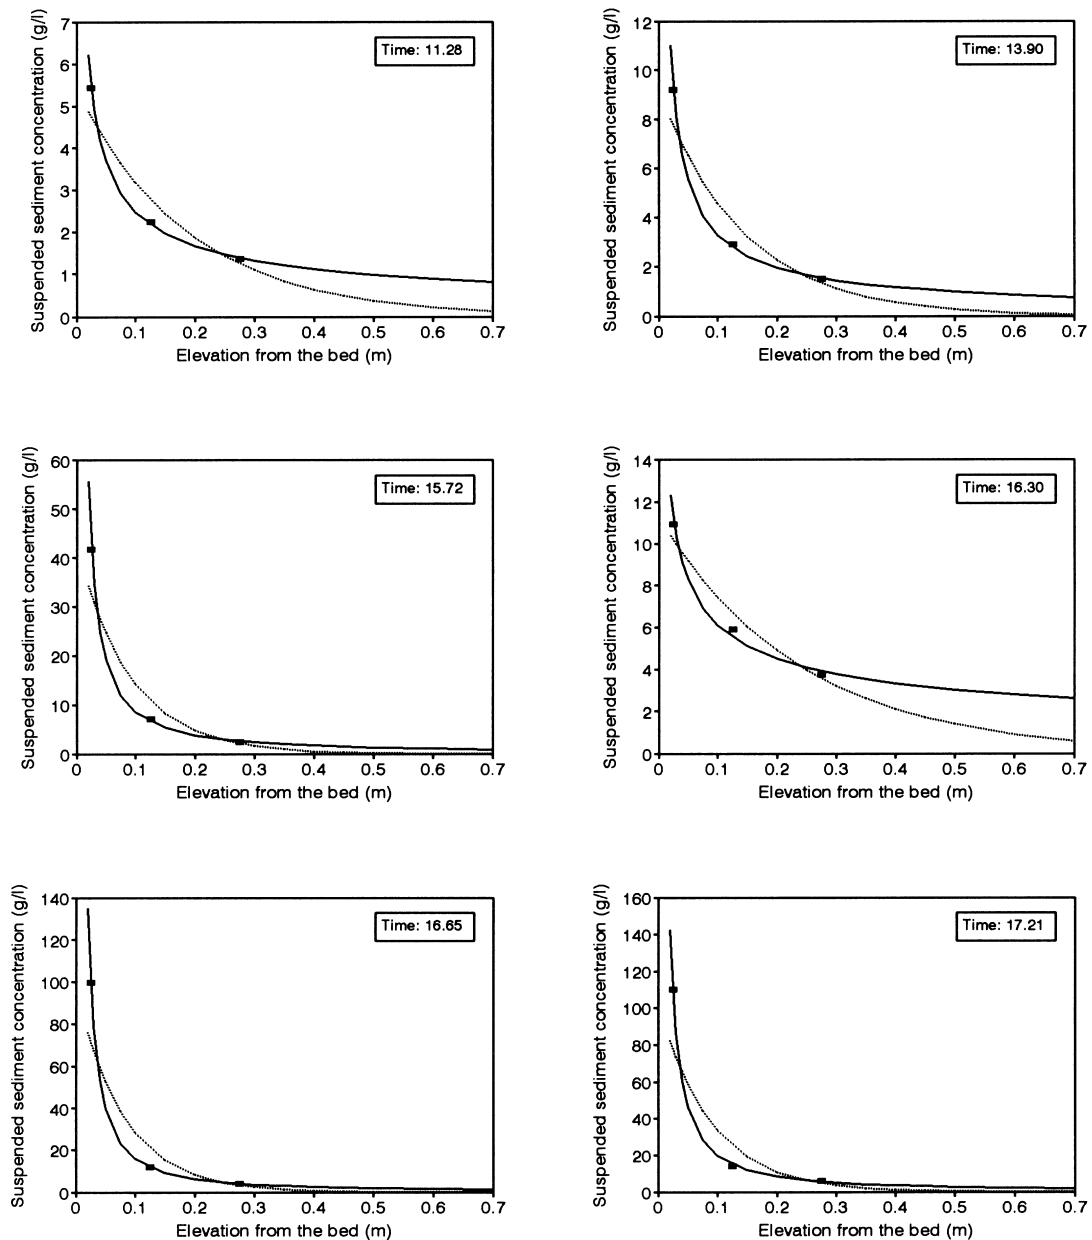 Suspended sediment concentration (g/l)
7
6
5
4
3
2
1
0
Time: 11.28
0 0.1 0.2 0.3 0.4 0.5 0.6 0.7
Elevation from the bed (m)
Suspended sediment concentration (g/l)
12
10
8
6
4
2
0
Time: 13.90
0 0.1 0.2 0.3 0.4 0.5 0.6 0.7
Elevation from the bed (m)
Suspended sediment concentration (g/l)
60
50
40
30
20
10
0
Time: 15.72
0 0.1 0.2 0.3 0.4 0.5 0.6 0.7
Elevation from the bed (m)
Suspended sediment concentration (g/l)
14
12
10
8
6
4
2
0
Time: 16.30
0 0.1 0.2 0.3 0.4 0.5 0.6 0.7
Elevation from the bed (m)
Suspended sediment concentration (g/l)
140
120
100
80
60
40
20
0
Time: 16.65
0 0.1 0.2 0.3 0.4 0.5 0.6 0.7
Elevation from the bed (m)
Suspended sediment concentration (g/l)
160
140
120
100
80
60
40
20
0
Time: 17.21
0 0.1 0.2 0.3 0.4 0.5 0.6 0.7
Elevation from the bed (m)